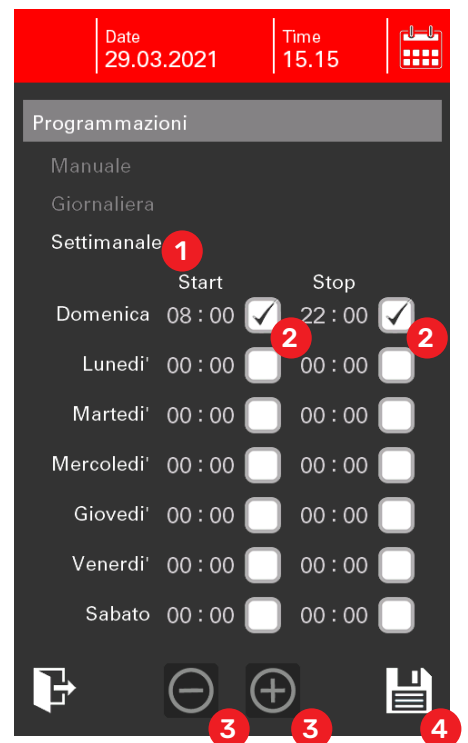 Date
29.03.2021
Time
15.15
Programmazioni
Manuale
Giornaliera
Settimanale 1
Start Stop
Domenica 08 : 00 22 : 00
2 2
Lunedi' 00 : 00 00 : 00
Martedi' 00 : 00 00 : 00
Mercoledi' 00 : 00 00 : 00
Giovedi' 00 : 00 00 : 00
Venerdi' 00 : 00 00 : 00
Sabato 00 : 00 00 : 00
3 3 4